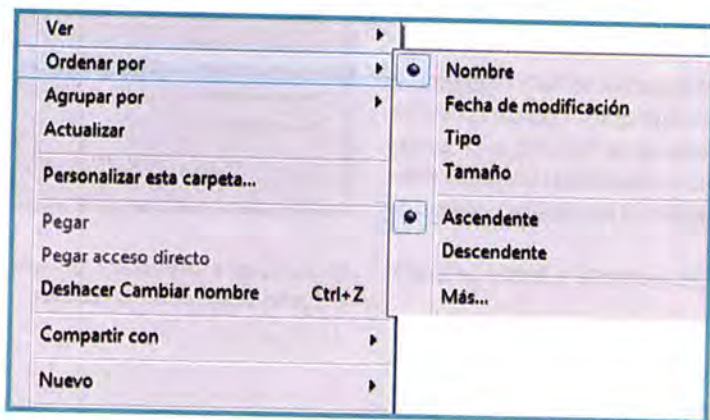 Ver
Ordenar por
Agrupar por
Actualizar
Personalizar esta carpeta...
Pegar
Pegar acceso directo
Deshacer Cambiar nombre Ctrl+Z
Compartir con
Nuevo
Nombre
Fecha de modificación
Tipo
Tamaño
Ascendente
Descendente
Más...